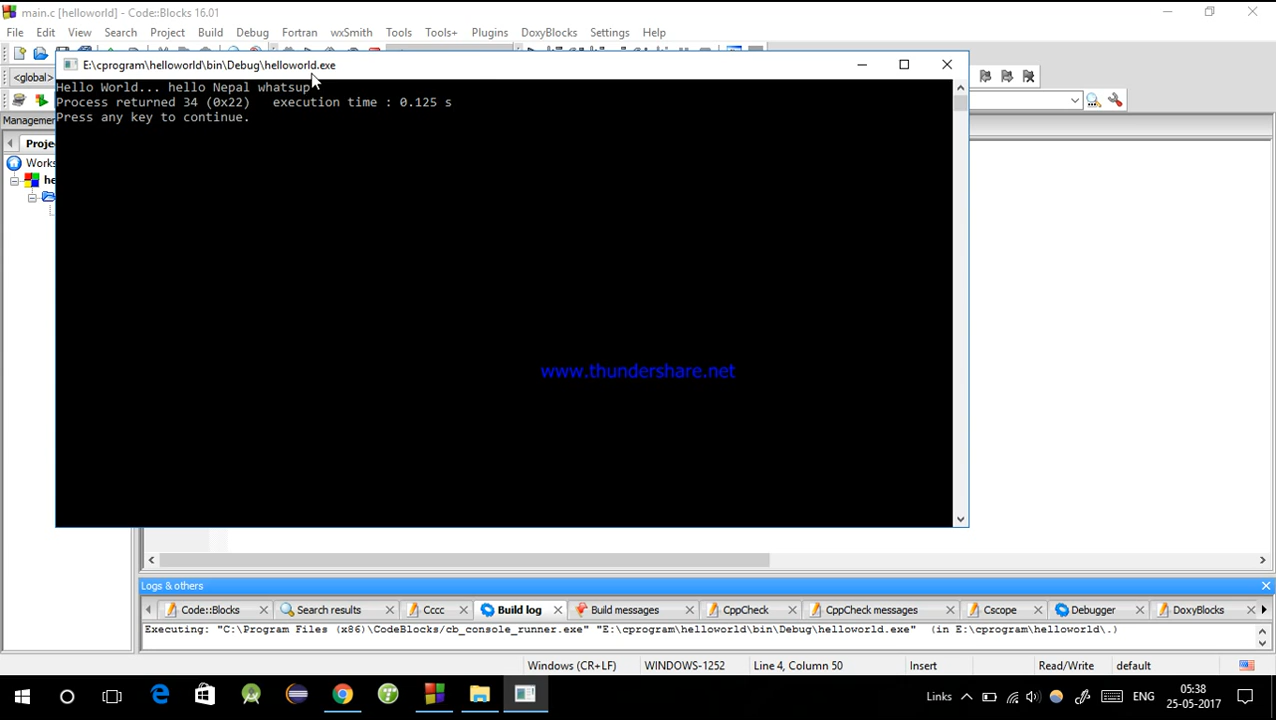 main.c [helloworld] - Code::Blocks 16.01
File Edit View Search Project Build Debug Fortran wxSmith Tools Tools+ Plugins DoxyBlocks Settings Help
E:\cprogram\helloworld\bin\Debug\helloworld.exe
<global>
Hello World... hello Nepal whatsup
Process returned 34 (0x22) execution time : 0.125 s
Press any key to continue.
Management
Proje
Works
he
www.thundershare.net
Logs & others
Code::Blocks Search results Cccc Build log Build messages CppCheck CppCheck messages Cscope Debugger DoxyBlocks
Executing: "C:\Program Files (x86)\CodeBlocks/cb_console_runner.exe" "E:\cprogram\helloworld\bin\Debug\helloworld.exe" (in E:\cprogram\helloworld\.)
Windows (CR+LF) WINDOWS-1252 Line 4, Column 50 Insert Read/Write default
Links ENG 05:38
25-05-2017